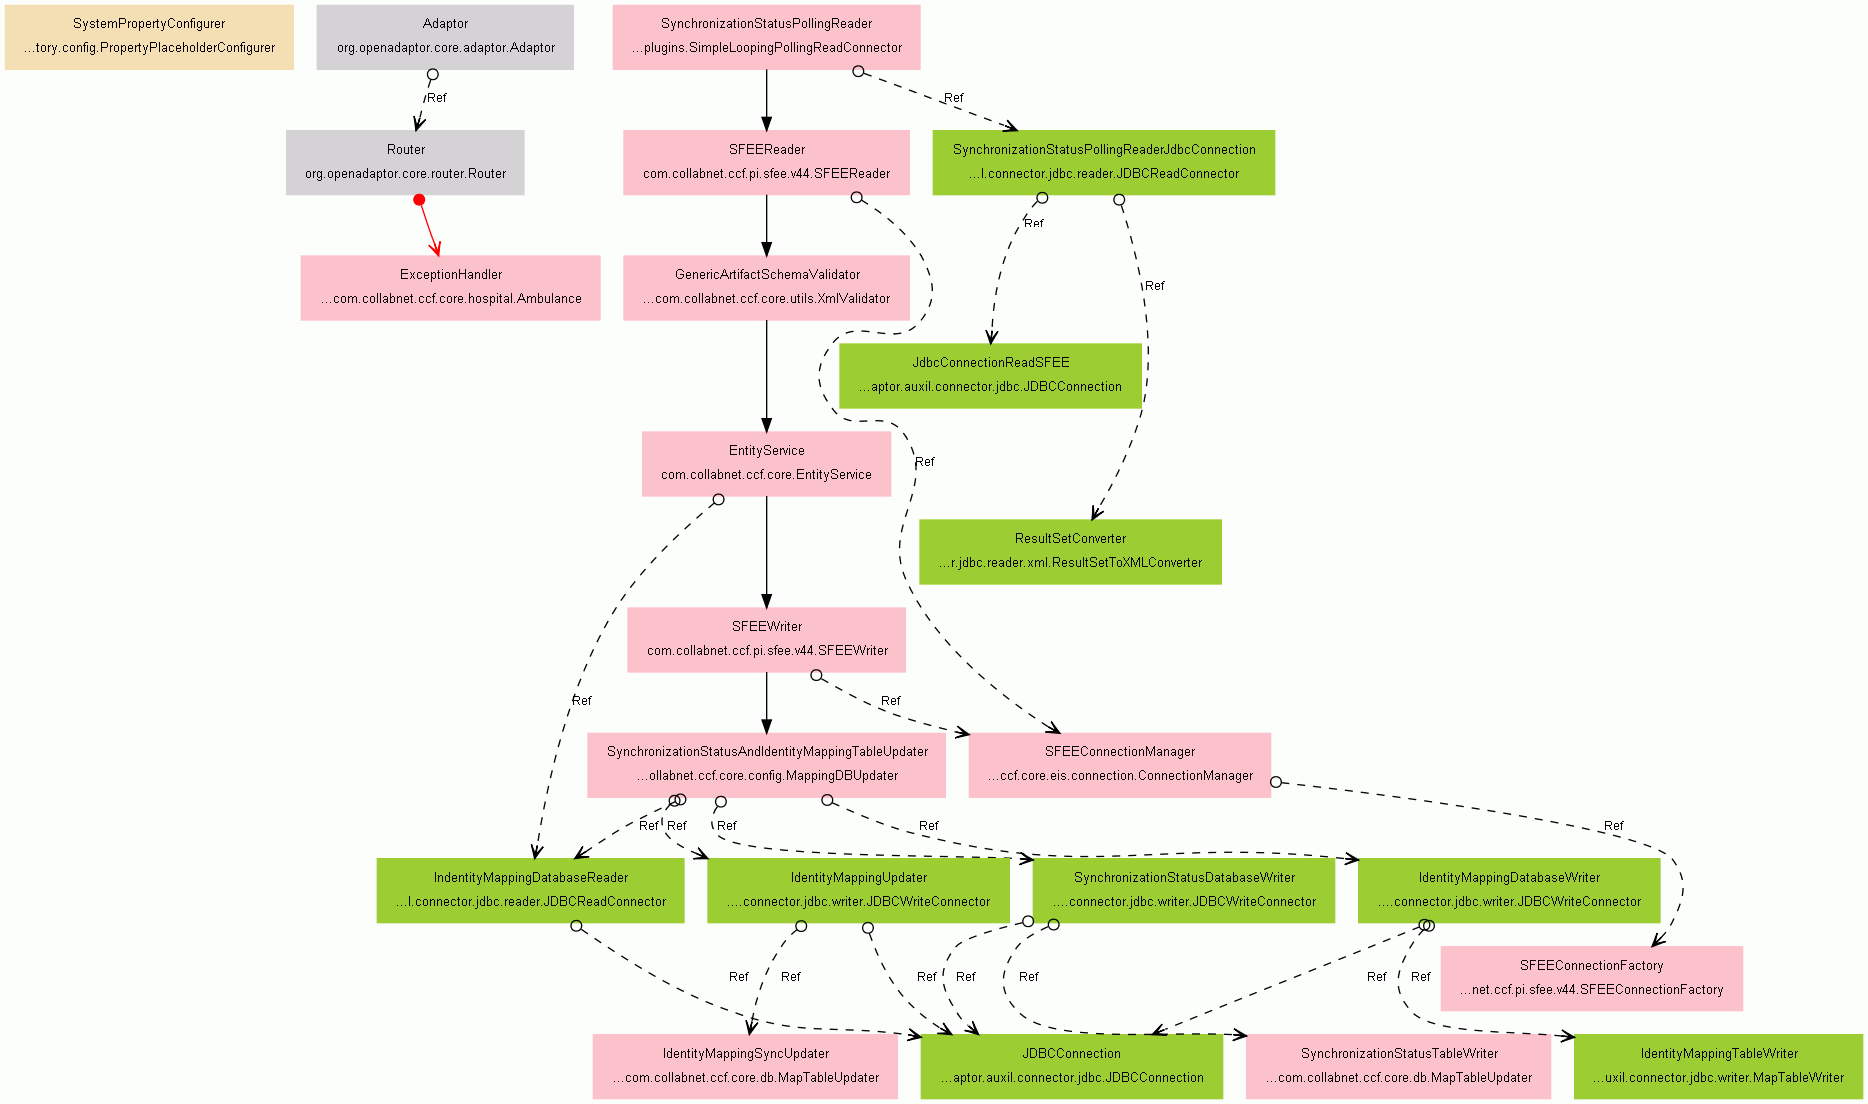 SystemPropertyConfigurer
...tory.config.PropertyPlaceholderConfigurer
Adaptor
org.openadaptor.core.adaptor.Adaptor
SynchronizationStatusPollingReader
...plugins.SimpleLoopingPollingReadConnector
Ref
Ref
Router
org.openadaptor.core.router.Router
SFEEReader
com.collabnet.ccf.pi.sfee.v44.SFEEReader
SynchronizationStatusPollingReaderJdbcConnection
...l.connector.jdbc.reader.JDBCReadConnector
Ref
ExceptionHandler
...com.collabnet.ccf.core.hospital.Ambulance
GenericArtifactSchemaValidator
...com.collabnet.ccf.core.utils.XmlValidator
Ref
JdbcConnectionReadSFEE
...aptor.auxil.connector.jdbc.JDBCConnection
EntityService
com.collabnet.ccf.core.EntityService
Ref
ResultSetConverter
...r.jdbc.reader.xml.ResultSetToXMLConverter
SFEEWriter
com.collabnet.ccf.pi.sfee.v44.SFEEWriter
Ref
Ref
SynchronizationStatusAndIdentityMappingTableUpdater
...ollabnet.ccf.core.config.MappingDBUpdater
SFEEConnectionManager
...ccf.core.eis.connection.ConnectionManager
Ref
Ref
Ref
Ref
Ref
IndentityMappingDatabaseReader
...l.connector.jdbc.reader.JDBCReadConnector
IdentityMappingUpdater
....connector.jdbc.writer.JDBCWriteConnector
SynchronizationStatusDatabaseWriter
....connector.jdbc.writer.JDBCWriteConnector
IdentityMappingDatabaseWriter
....connector.jdbc.writer.JDBCWriteConnector
SFEEConnectionFactory
...net.ccf.pi.sfee.v44.SFEEConnectionFactory
Ref
Ref
Ref
Ref
Ref
Ref
Ref
IdentityMappingSyncUpdater
...com.collabnet.ccf.core.db.MapTableUpdater
JDBCConnection
...aptor.auxil.connector.jdbc.JDBCConnection
SynchronizationStatusTableWriter
...com.collabnet.ccf.core.db.MapTableUpdater
IdentityMappingTableWriter
...uxil.connector.jdbc.writer.MapTableWriter